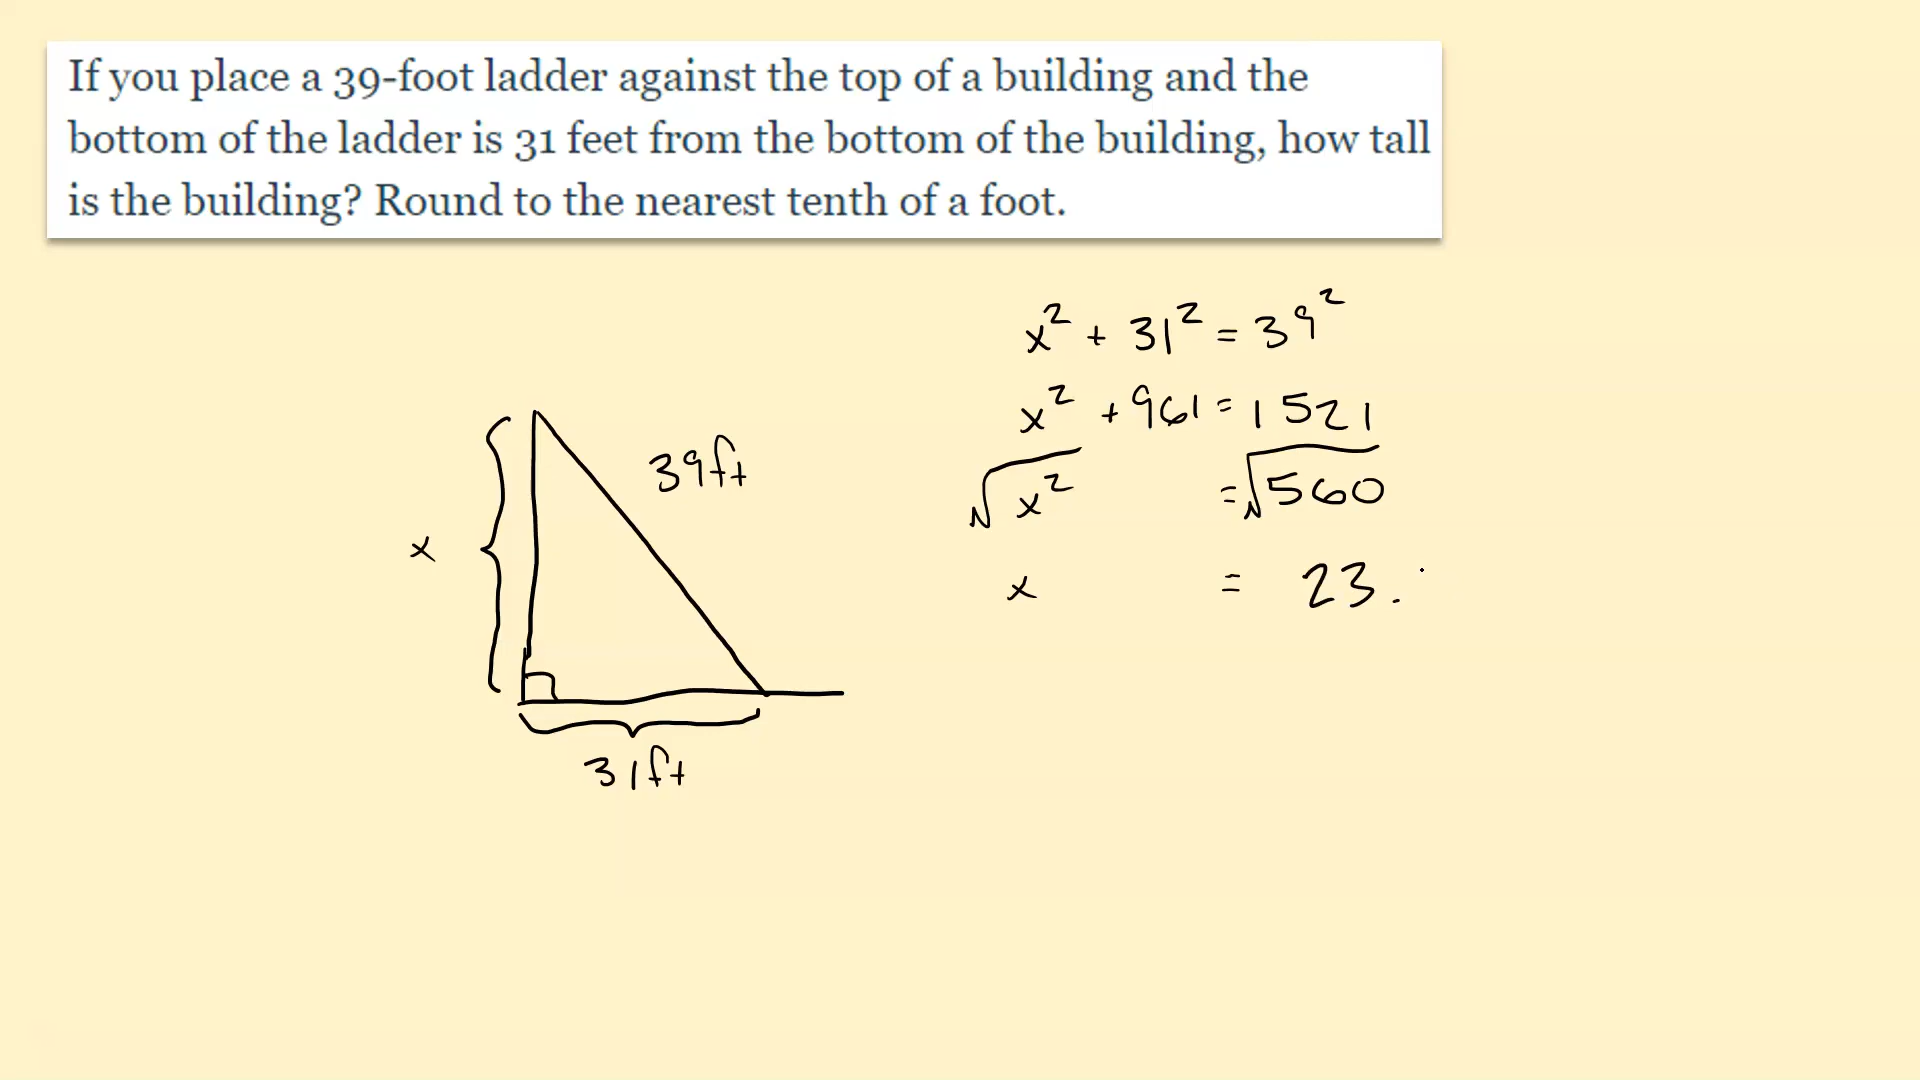 If you place a 39-foot ladder against the top of a building and the
bottom of the ladder is 31 feet from the bottom of the building, how tall
is the building? Round to the nearest tenth of a foot.
x² + 31² = 39²
x² + 961 = 1521
√x² = √560
x = 23.
39ft
x
31ft